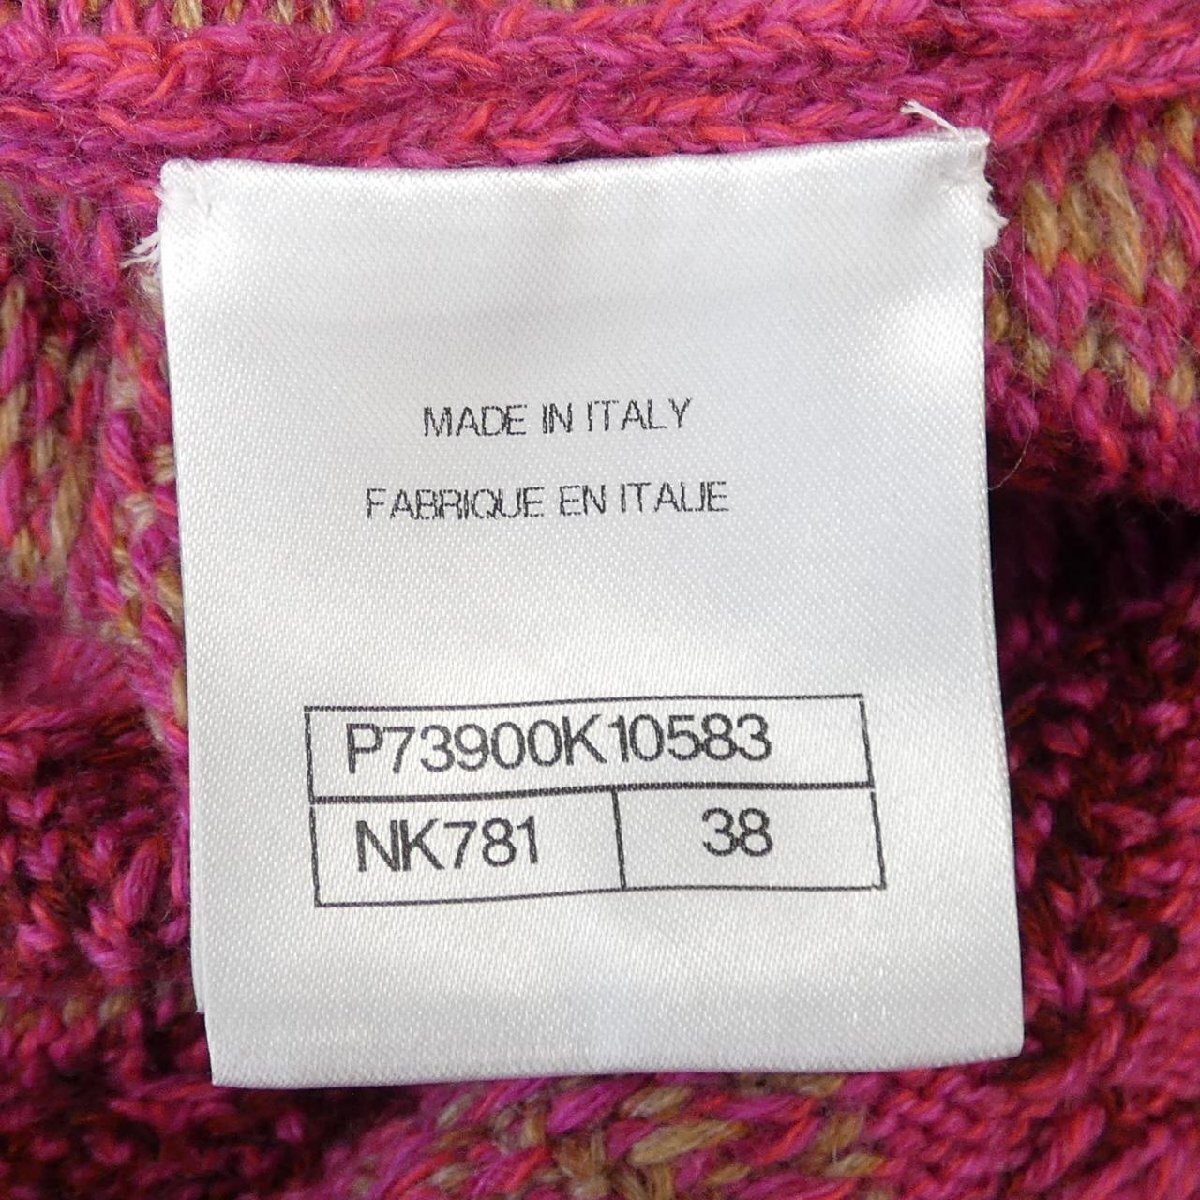 MADE IN ITALY
FABRIQUE EN ITALIE
P73900K10583
NK781 38